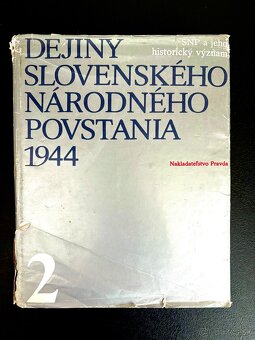 SNP a jeho
historický význam
DEJINY
SLOVENSKÉHO
NÁRODNÉHO
POVSTANIA
1944
Nakladateľstvo Pravda
2